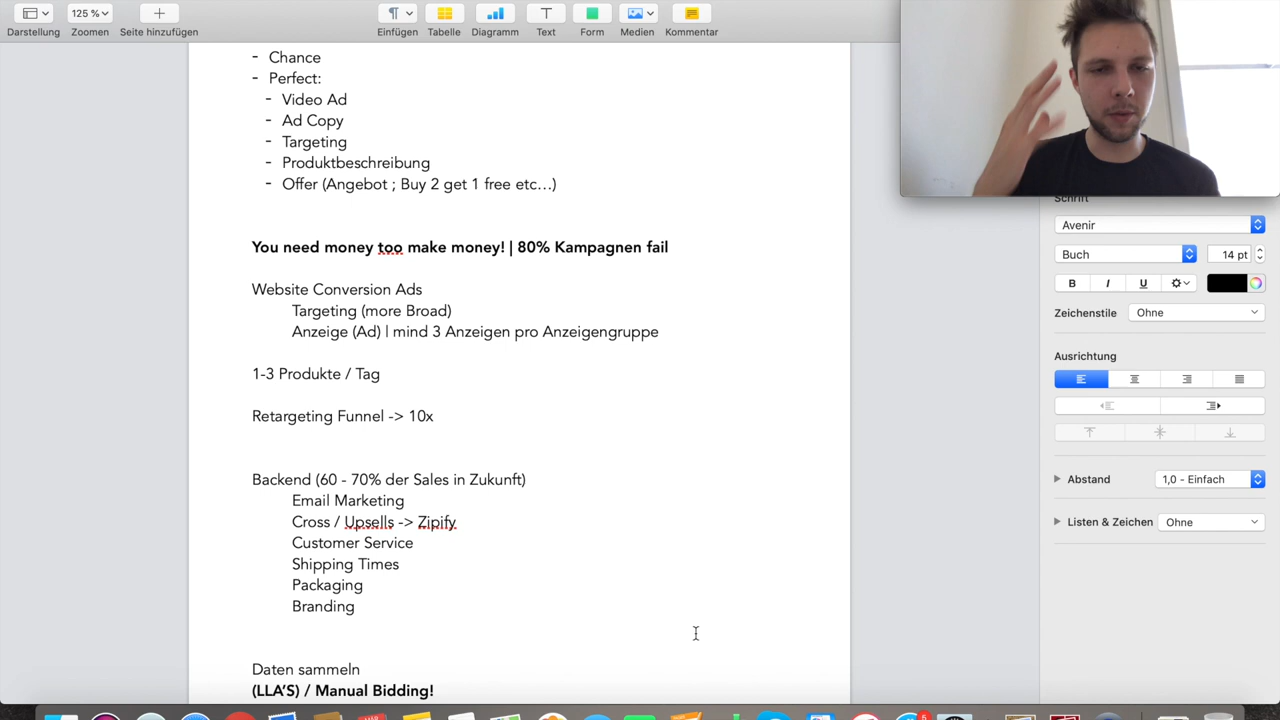 125 %
Darstellung
Zoomen
Seite hinzufügen
Einfügen
Tabelle
Diagramm
Text
Form
Medien
Kommentar
- Chance
- Perfect:
- Video Ad
- Ad Copy
- Targeting
- Produktbeschreibung
- Offer (Angebot ; Buy 2 get 1 free etc…)
You need money too make money! | 80% Kampagnen fail
Website Conversion Ads
Targeting (more Broad)
Anzeige (Ad) | mind 3 Anzeigen pro Anzeigengruppe
1-3 Produkte / Tag
Retargeting Funnel -> 10x
Backend (60 - 70% der Sales in Zukunft)
Email Marketing
Cross / Upsells -> Zipify
Customer Service
Shipping Times
Packaging
Branding
Daten sammeln
(LLA'S) / Manual Bidding!
Schrift
Avenir
Buch
14 pt
B I U
Zeichenstile Ohne
Ausrichtung
Abstand 1,0 - Einfach
Listen & Zeichen Ohne
5